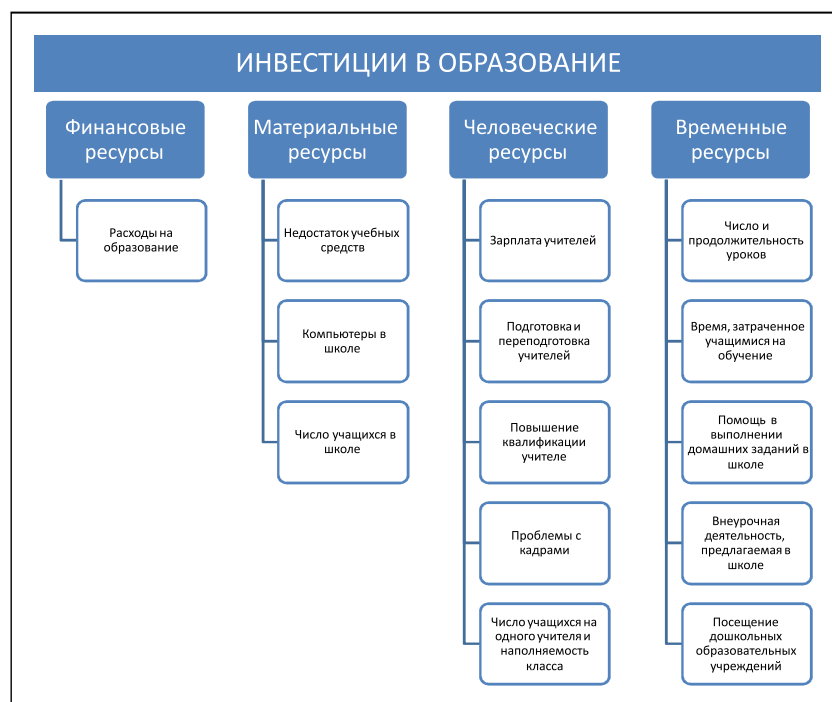 ИНВЕСТИЦИИ В ОБРАЗОВАНИЕ
Финансовые
ресурсы
Расходы на
образование
Материальные
ресурсы
Недостаток учебных
средств
Компьютеры в
школе
Число учащихся в
школе
Человеческие
ресурсы
Зарплата учителей
Подготовка и
переподготовка
учителей
Повышение
квалификации
учителе
Проблемы с
кадрами
Число учащихся на
одного учителя и
наполняемость
класса
Временные
ресурсы
Число и
продолжительность
уроков
Время, затраченное
учащимися на
обучение
Помощь в
выполнении
домашних заданий в
школе
Внеурочная
деятельность,
предлагаемая в
школе
Посещение
дошкольных
образовательных
учреждений